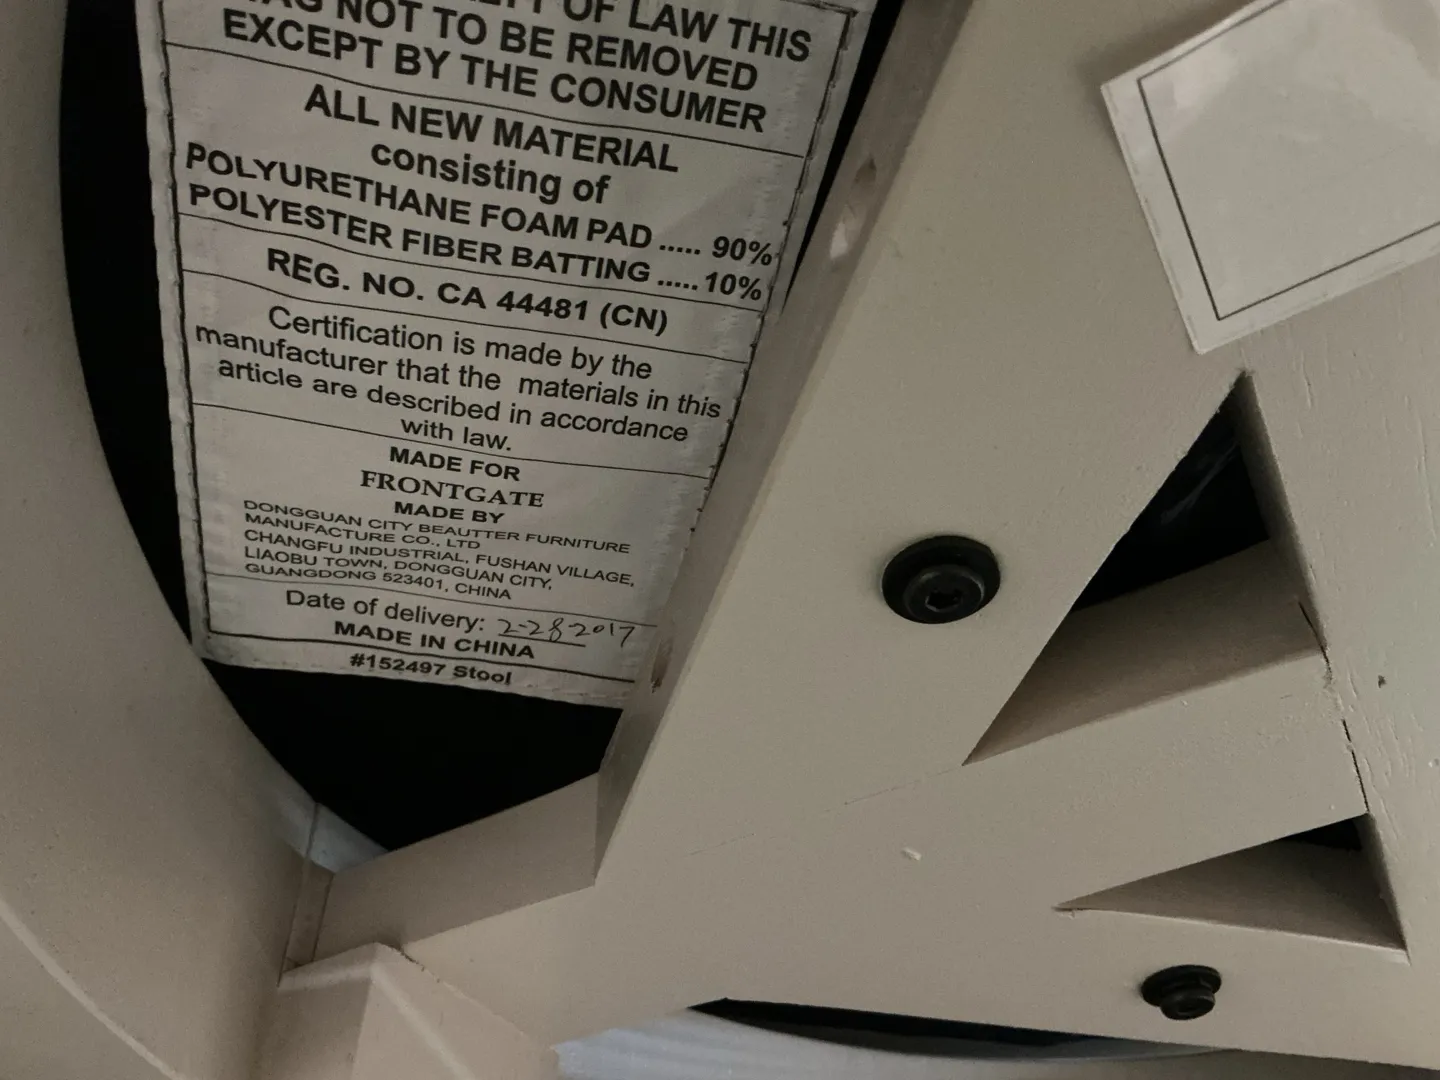 OF LAW THIS
NOT TO BE REMOVED
EXCEPT BY THE CONSUMER
ALL NEW MATERIAL
consisting of
POLYURETHANE FOAM PAD ..... 90%
POLYESTER FIBER BATTING ..... 10%
REG. NO. CA 44481 (CN)
Certification is made by the
manufacturer that the materials in this
article are described in accordance
with law.
MADE FOR
FRONTGATE
MADE BY
DONGGUAN CITY BEAUTTER FURNITURE
MANUFACTURE CO., LTD
CHANGFU INDUSTRIAL, FUSHAN VILLAGE,
LIAOBU TOWN, DONGGUAN CITY,
GUANGDONG 523401, CHINA
Date of delivery: 2-28 2017
MADE IN CHINA
#152497 Stool